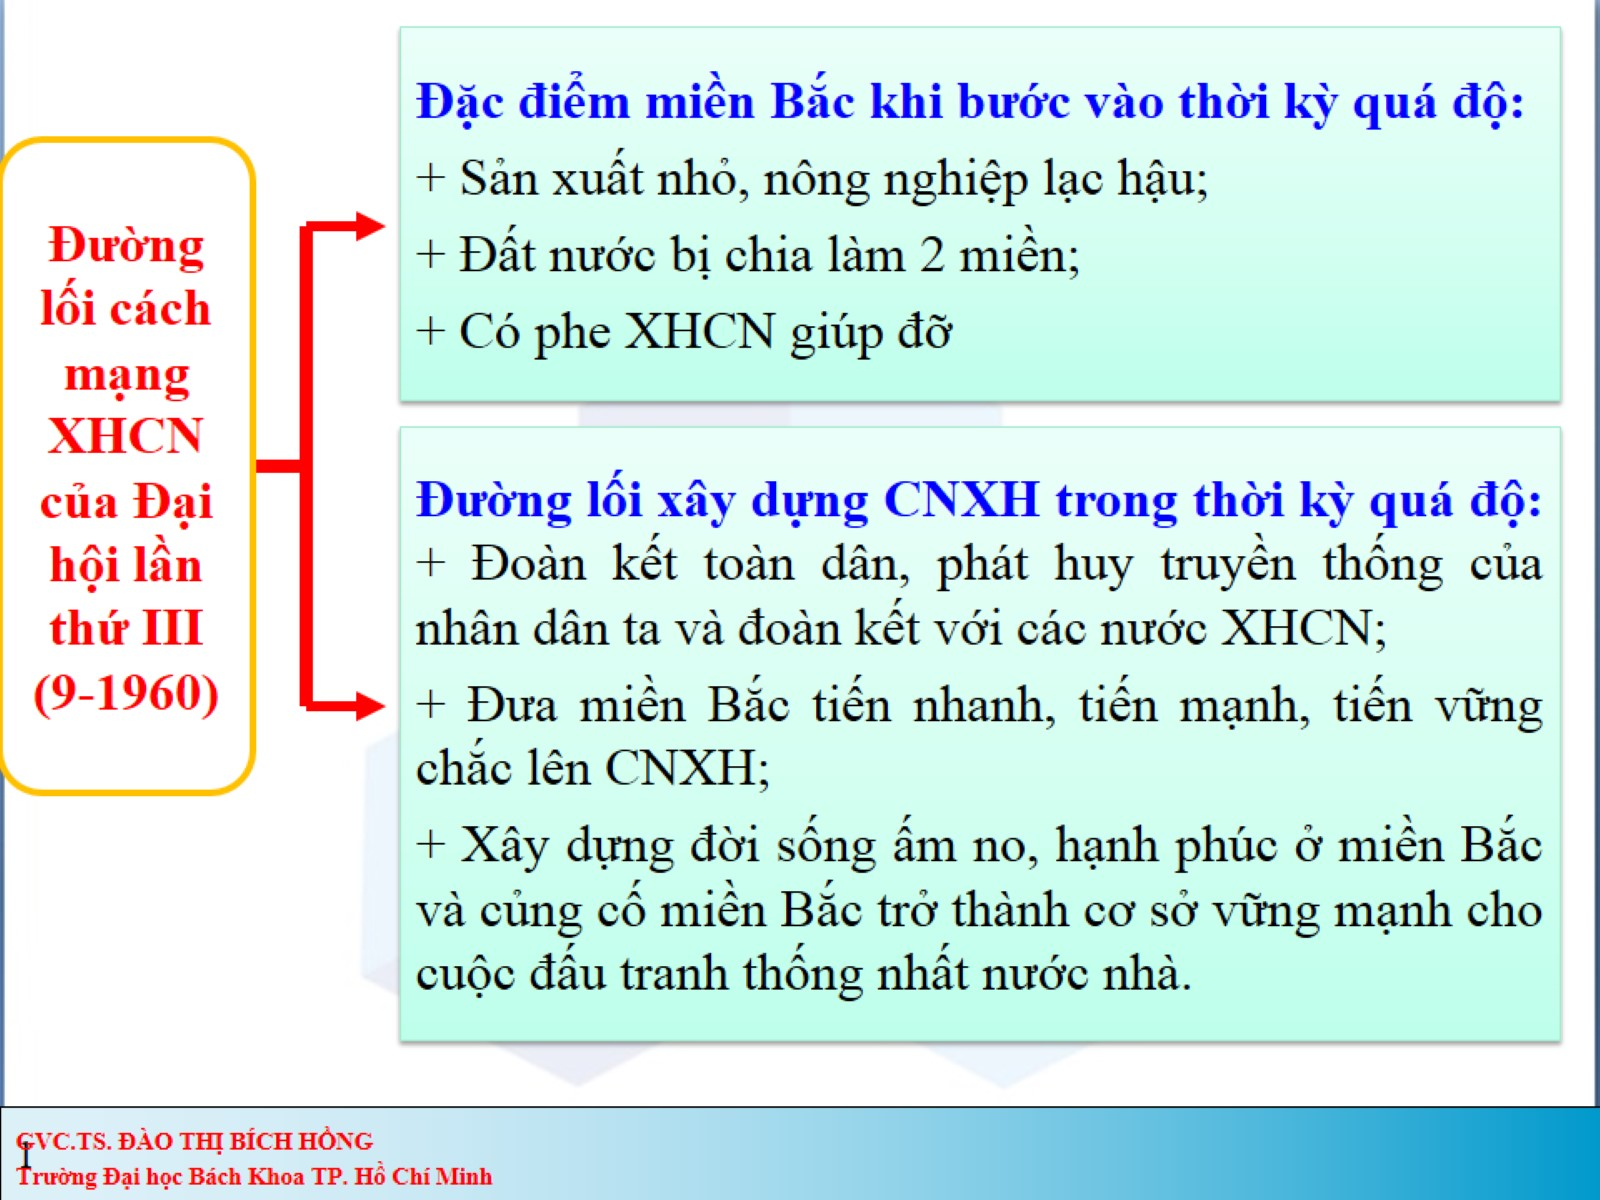 Đường
lối cách
mạng
XHCN
của Đại
hội lần
thứ III
(9-1960)
Đặc điểm miền Bắc khi bước vào thời kỳ quá độ:
+ Sản xuất nhỏ, nông nghiệp lạc hậu;
+ Đất nước bị chia làm 2 miền;
+ Có phe XHCN giúp đỡ
Đường lối xây dựng CNXH trong thời kỳ quá độ:
+ Đoàn kết toàn dân, phát huy truyền thống của
nhân dân ta và đoàn kết với các nước XHCN;
+ Đưa miền Bắc tiến nhanh, tiến mạnh, tiến vững
chắc lên CNXH;
+ Xây dựng đời sống ấm no, hạnh phúc ở miền Bắc
và củng cố miền Bắc trở thành cơ sở vững mạnh cho
cuộc đấu tranh thống nhất nước nhà.
GVC.TS. ĐÀO THỊ BÍCH HỒNG
1
Trường Đại học Bách Khoa TP. Hồ Chí Minh